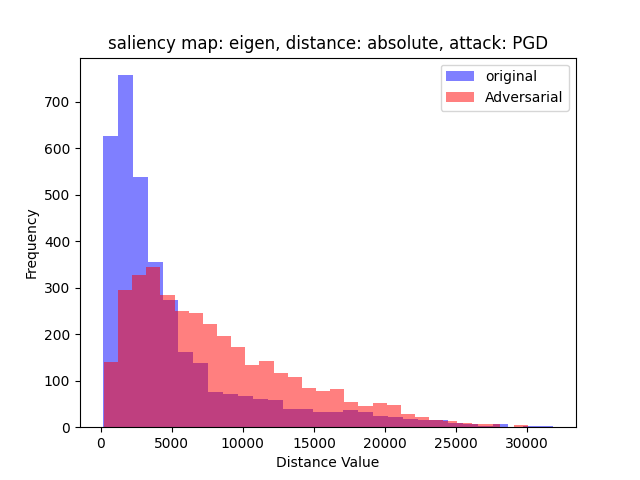 saliency map: eigen, distance: absolute, attack: PGD
original
Adversarial
Frequency
700
600
500
400
300
200
100
0
0 5000 10000 15000 20000 25000 30000
Distance Value